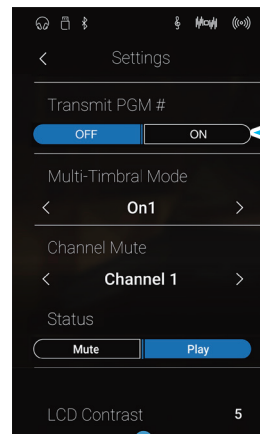 Settings
Transmit PGM #
OFF ON
Multi-Timbral Mode
On1
Channel Mute
Channel 1
Status
Mute Play
LCD Contrast 5